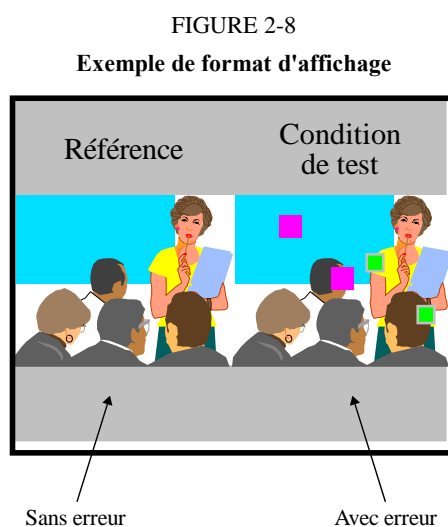 FIGURE 2-8
Exemple de format d'affichage
Référence
Condition
de test
Sans erreur
Avec erreur